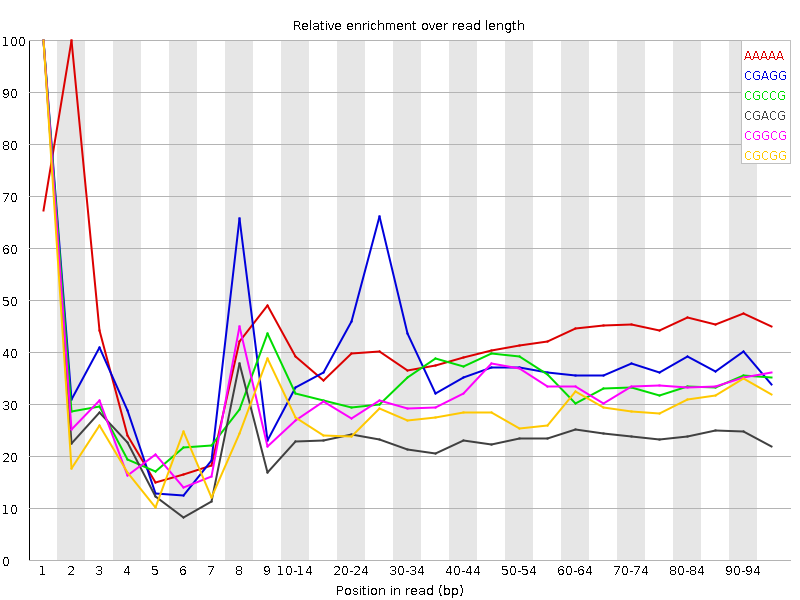 Relative enrichment over read length
100
90
80
70
60
50
40
30
20
10
0
AAAAA
CGAGG
CGCCG
CGACG
CGGCG
CGCGG
1 2 3 4 5 6 7 8 9 10-14 20-24 30-34 40-44 50-54 60-64 70-74 80-84 90-94
Position in read (bp)